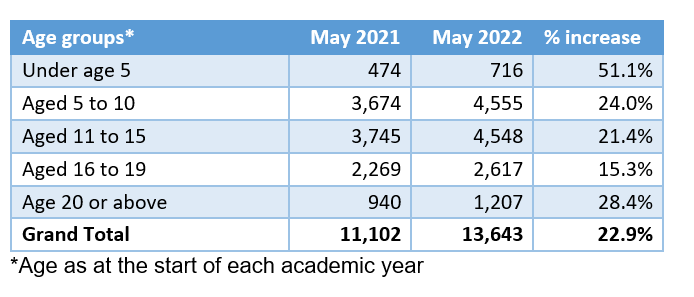 Age groups* May 2021 May 2022 % increase
Under age 5 474 716 51.1%
Aged 5 to 10 3,674 4,555 24.0%
Aged 11 to 15 3,745 4,548 21.4%
Aged 16 to 19 2,269 2,617 15.3%
Age 20 or above 940 1,207 28.4%
Grand Total 11,102 13,643 22.9%
*Age as at the start of each academic year